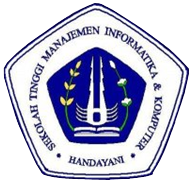 SEKOLAH TINGGI MANAJEMEN INFORMATIKA & KOMPUTER
· HANDAYANI ·